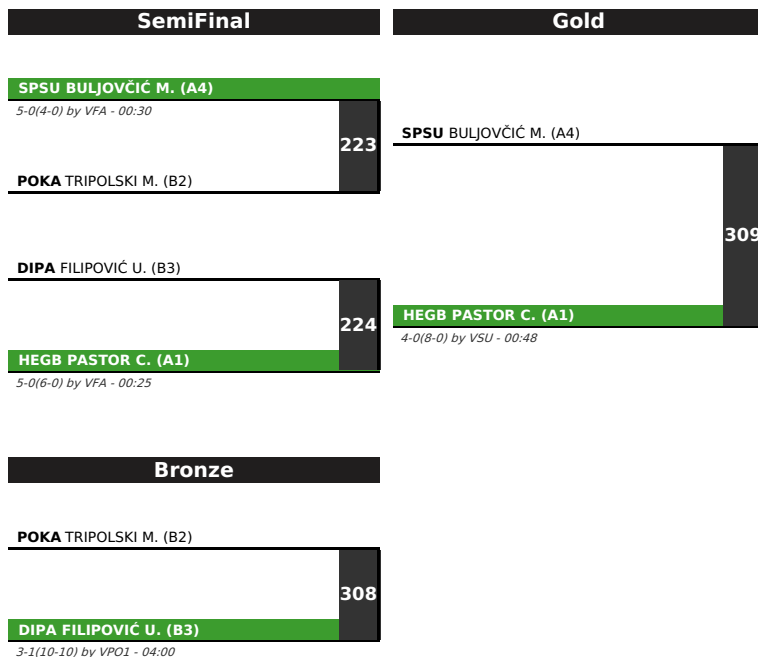 SemiFinal
SPSU BULJOVČIĆ M. (A4)
5-0(4-0) by VFA - 00:30
223
POKA TRIPOLSKI M. (B2)
DIPA FILIPOVIĆ U. (B3)
224
HEGB PASTOR C. (A1)
5-0(6-0) by VFA - 00:25
Gold
SPSU BULJOVČIĆ M. (A4)
309
HEGB PASTOR C. (A1)
4-0(8-0) by VSU - 00:48
Bronze
POKA TRIPOLSKI M. (B2)
308
DIPA FILIPOVIĆ U. (B3)
3-1(10-10) by VPO1 - 04:00